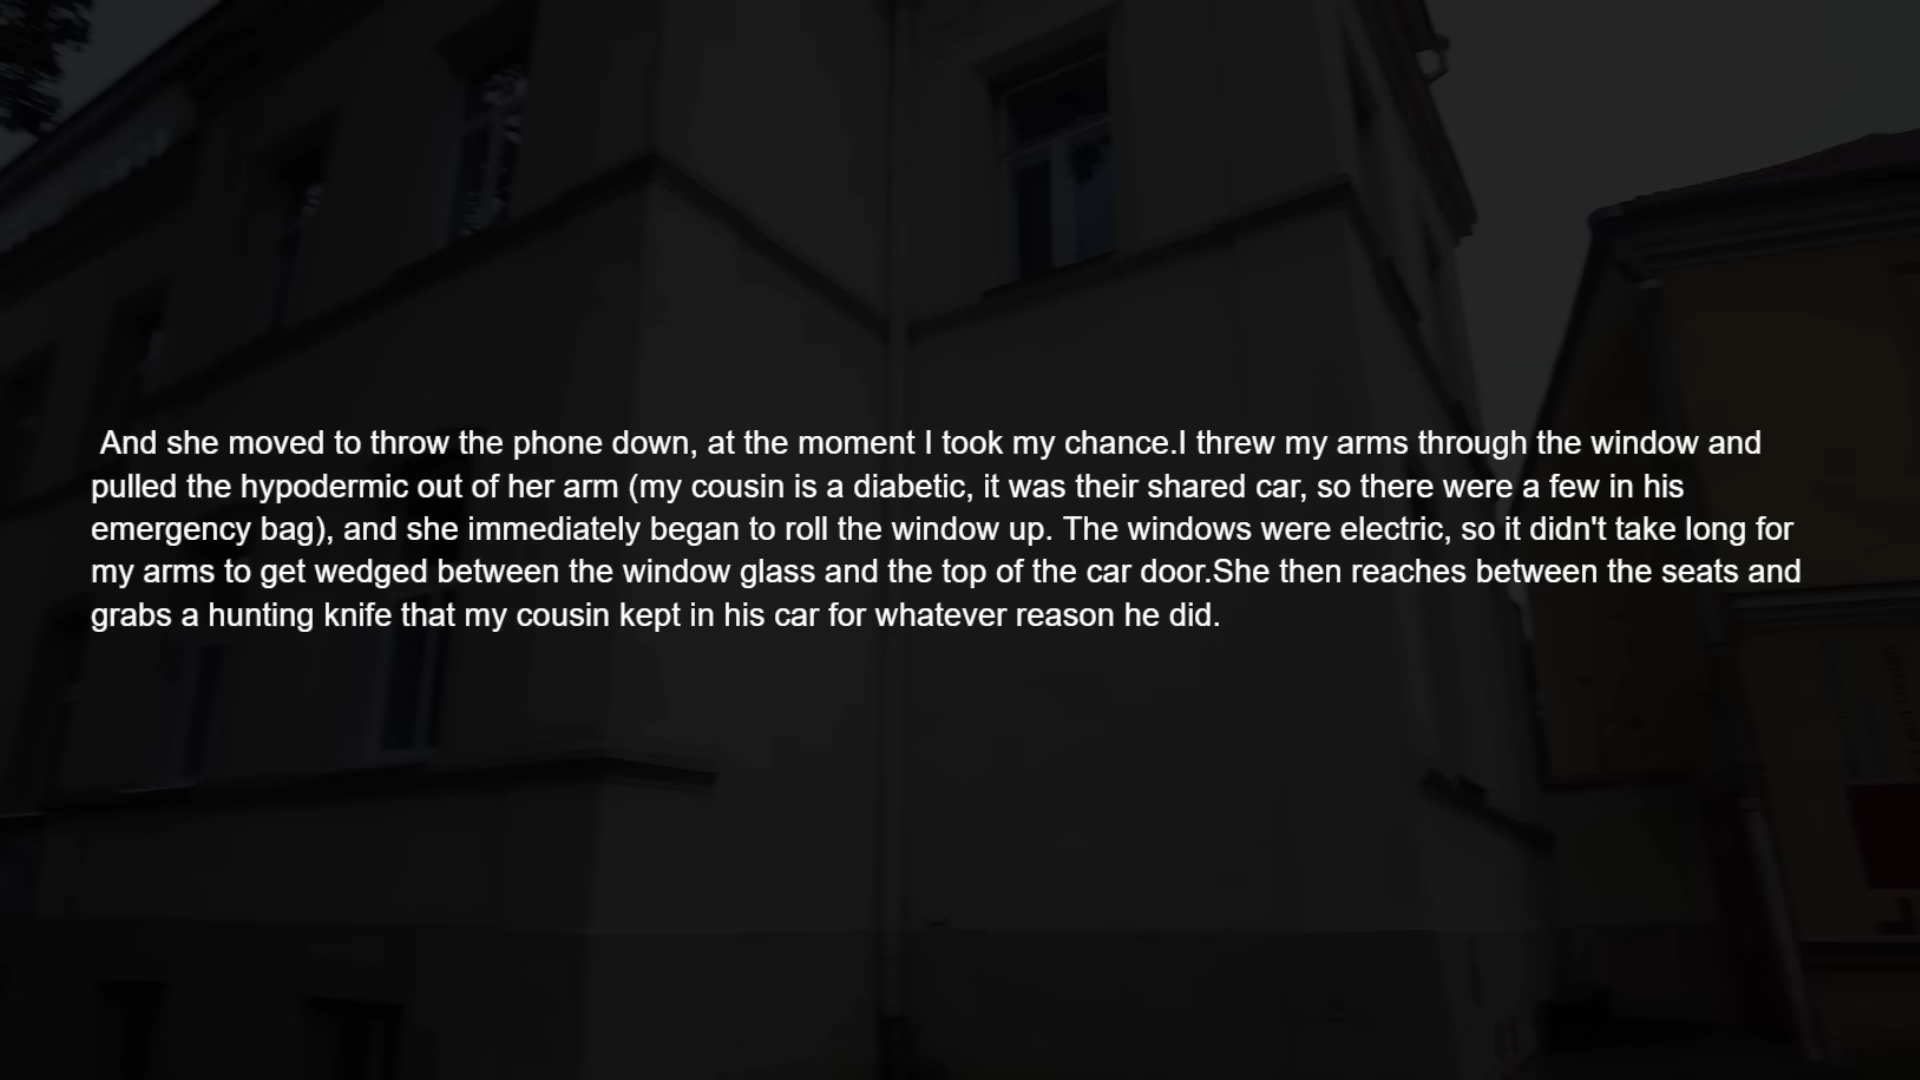 And she moved to throw the phone down, at the moment I took my chance.I threw my arms through the window and
pulled the hypodermic out of her arm (my cousin is a diabetic, it was their shared car, so there were a few in his
emergency bag), and she immediately began to roll the window up. The windows were electric, so it didn't take long for
my arms to get wedged between the window glass and the top of the car door.She then reaches between the seats and
grabs a hunting knife that my cousin kept in his car for whatever reason he did.